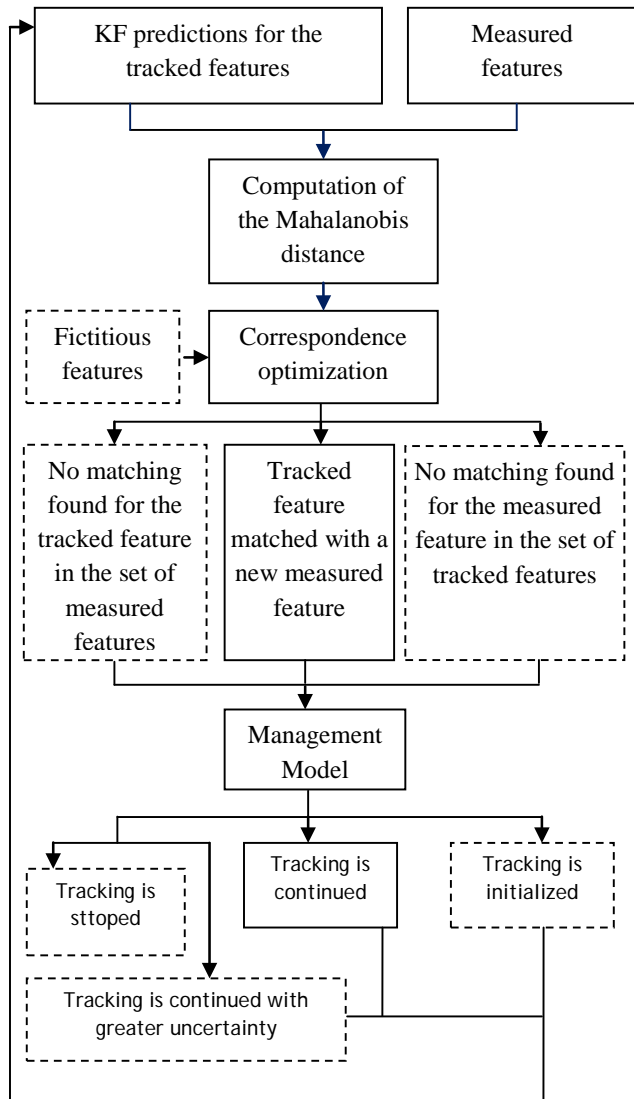 KF predictions for the
tracked features
Measured
features
Computation of
the Mahalanobis
distance
Fictitious
features
Correspondence
optimization
No matching
found for the
tracked feature
in the set of
measured
features
Tracked
feature
matched with a
new measured
feature
No matching found
for the measured
feature in the set of
tracked features
Management
Model
Tracking is
sttoped
Tracking is
continued
Tracking is
initialized
Tracking is continued with
greater uncertainty